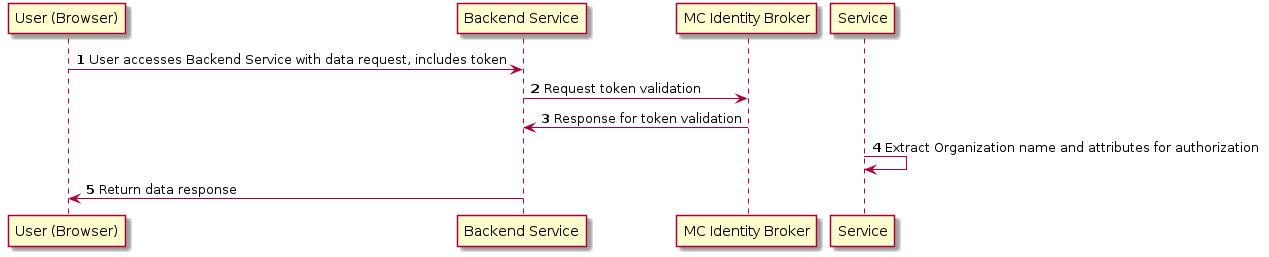 User (Browser)
Backend Service
MC Identity Broker
Service
1 User accesses Backend Service with data request, includes token
2 Request token validation
3 Response for token validation
4 Extract Organization name and attributes for authorization
5 Return data response
User (Browser)
Backend Service
MC Identity Broker
Service